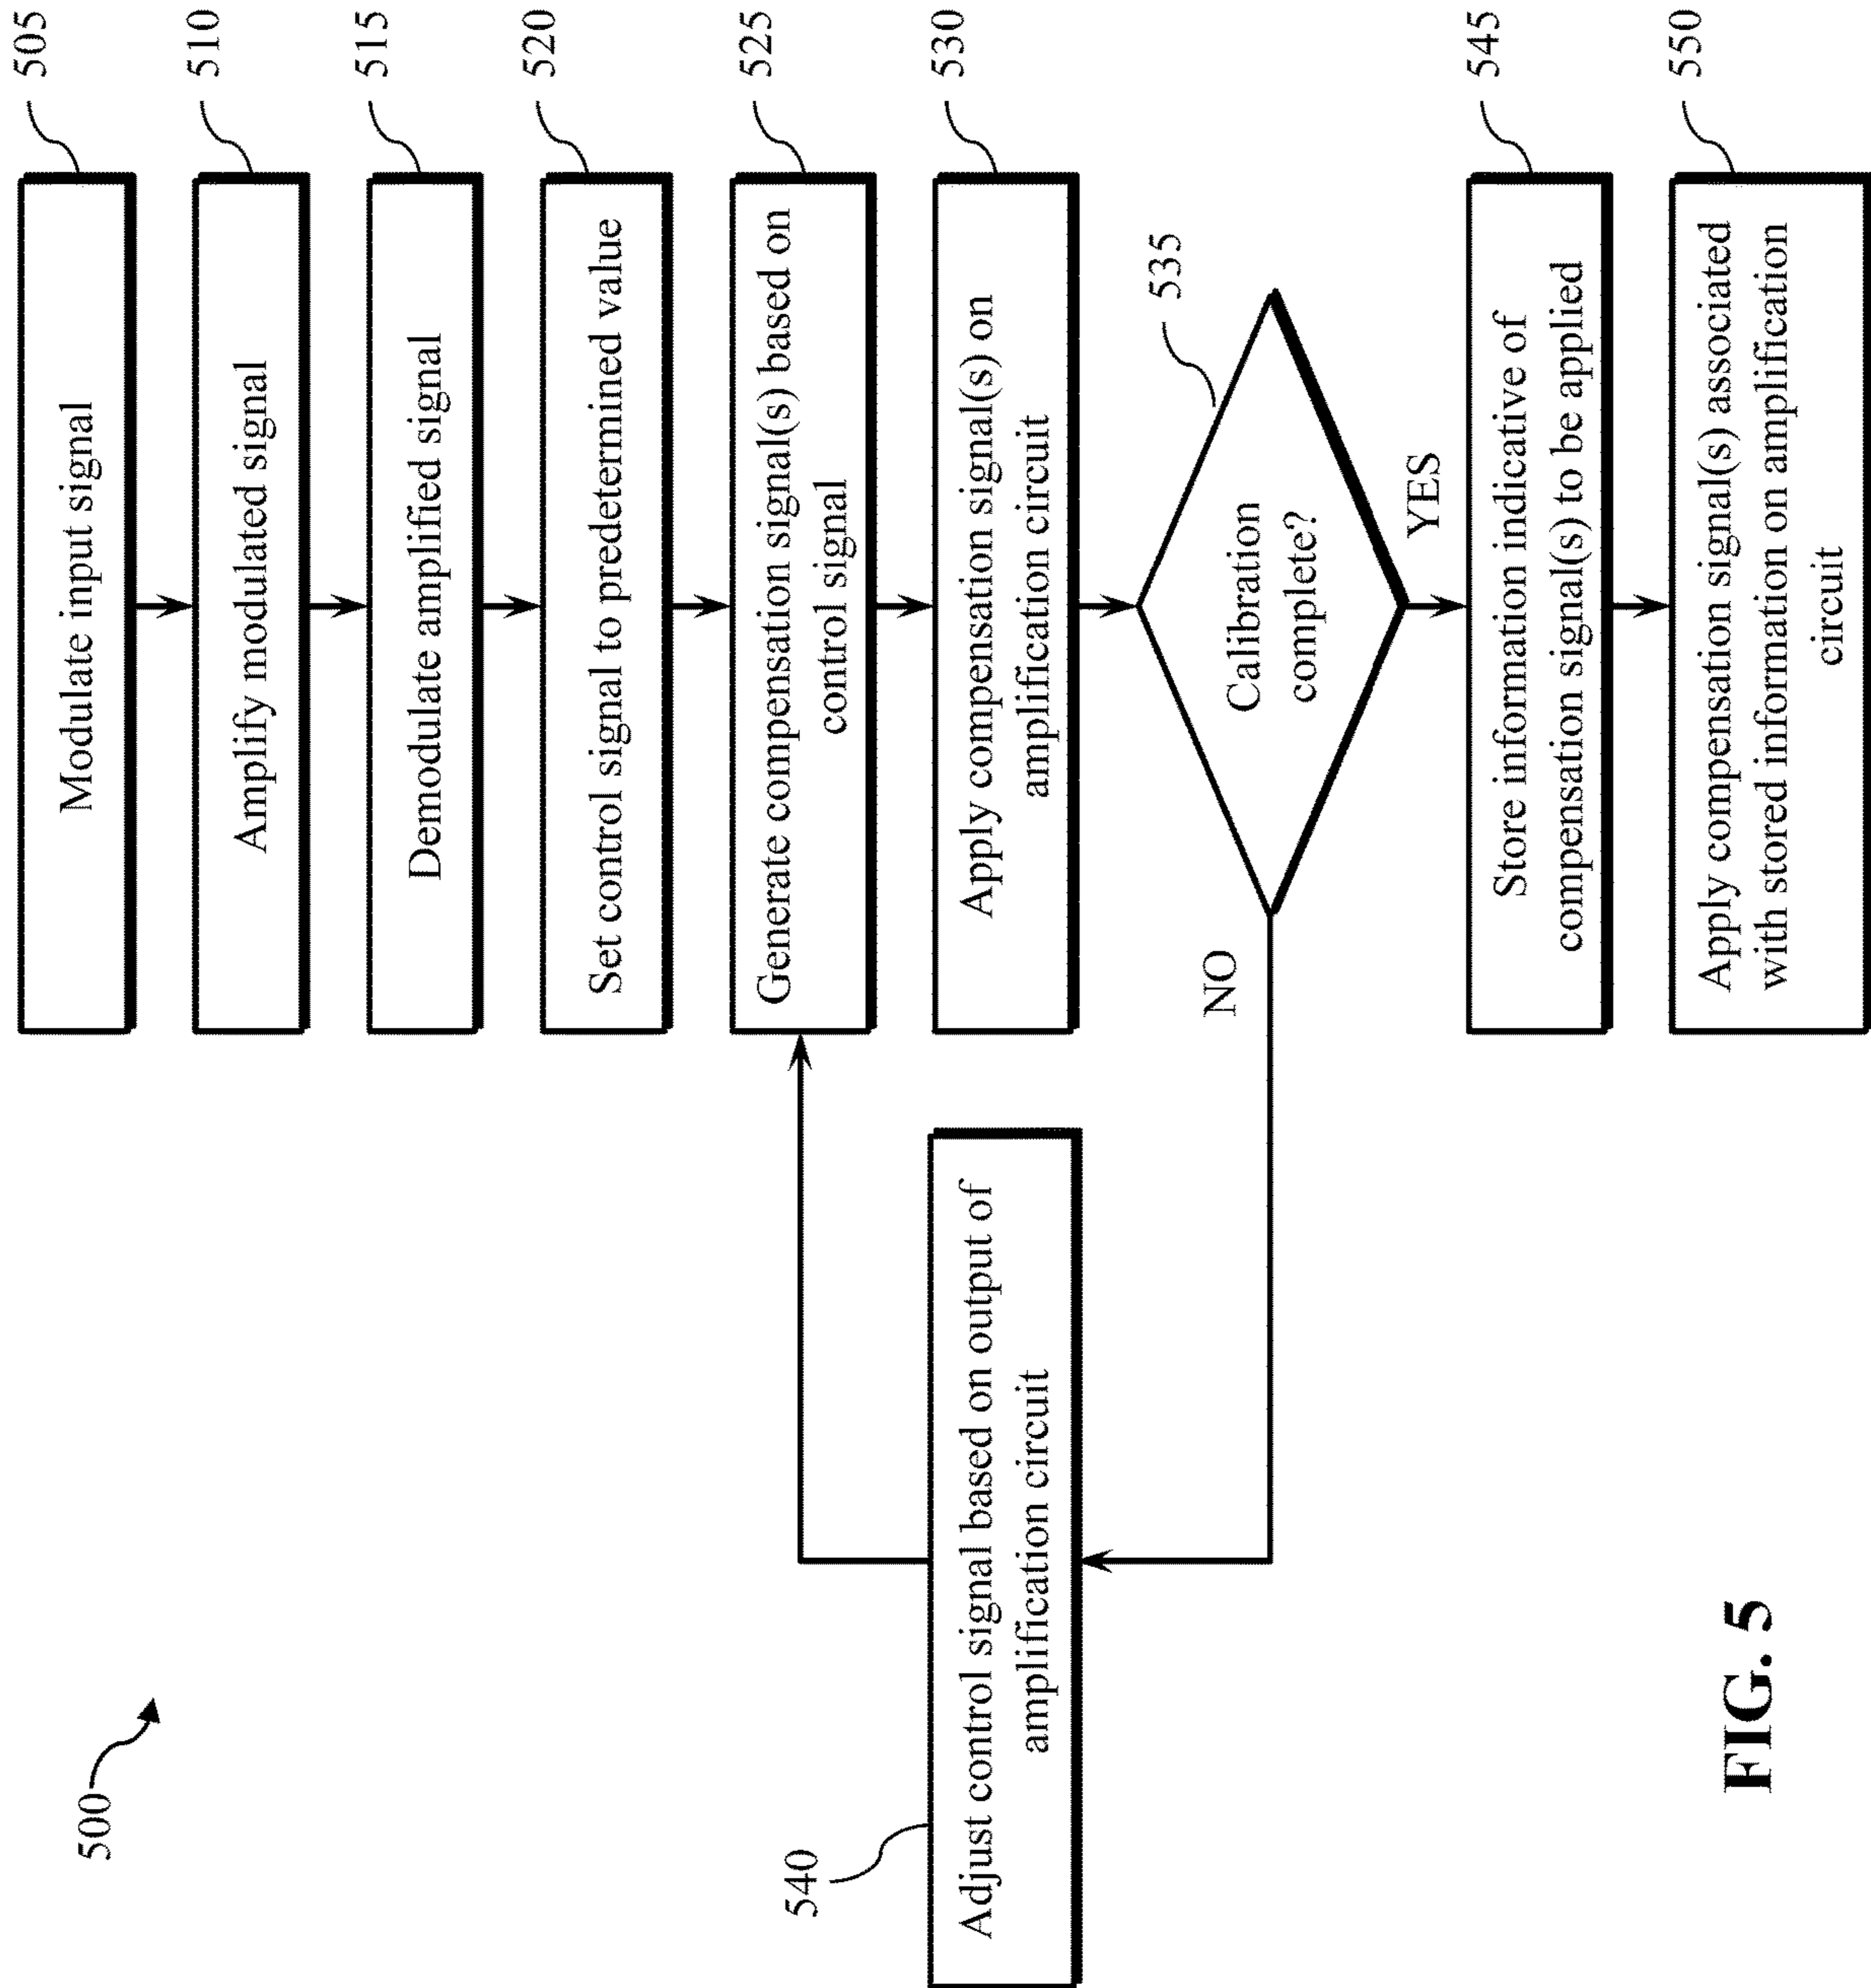 500
Modulate input signal
505
Amplify modulated signal
510
Demodulate amplified signal
515
Set control signal to predetermined value
520
Generate compensation signal(s) based on
control signal
525
Apply compensation signal(s) on
amplification circuit
530
Calibration
complete?
535
NO
YES
540
Adjust control signal based on output of
amplification circuit
Store information indicative of
compensation signal(s) to be applied
545
Apply compensation signal(s) associated
with stored information on amplification
circuit
550
FIG. 5